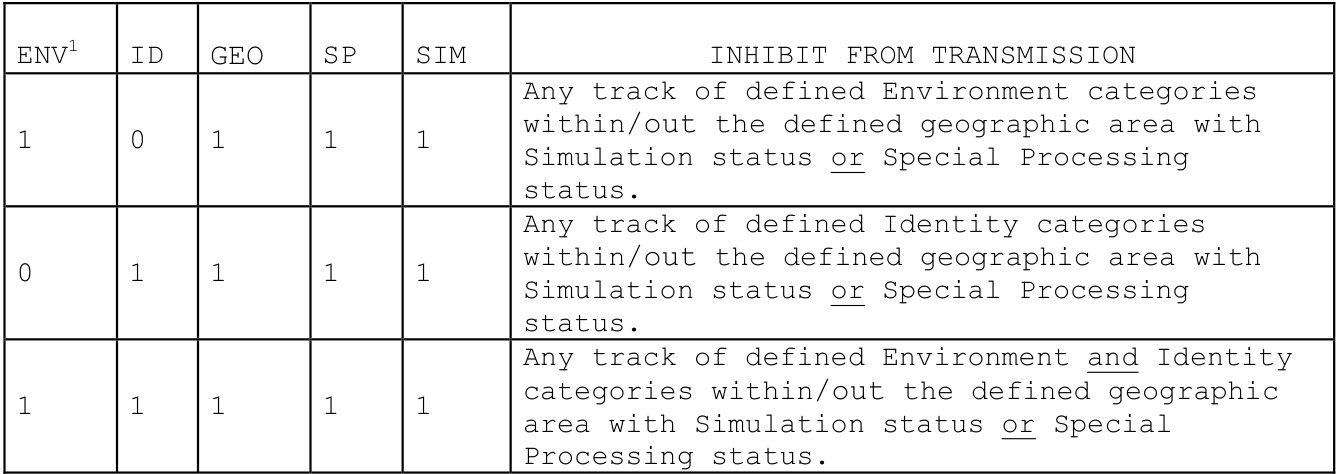 ENV¹ ID GEO SP SIM INHIBIT FROM TRANSMISSION
Any track of defined Environment categories
within/out the defined geographic area with
1 0 1 1 1 Simulation status or Special Processing
status.
Any track of defined Identity categories
within/out the defined geographic area with
0 1 1 1 1 Simulation status or Special Processing
status.
Any track of defined Environment and Identity
categories within/out the defined geographic
1 1 1 1 1 area with Simulation status or Special
Processing status.